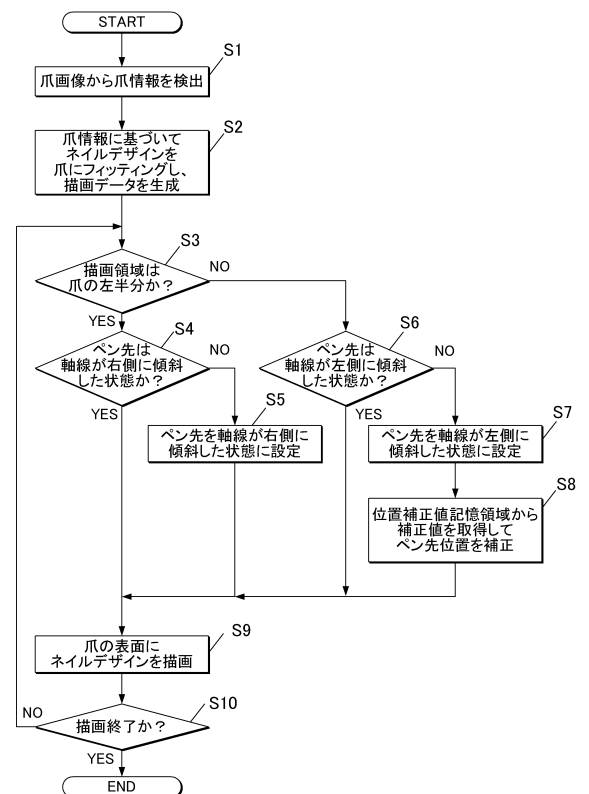 START
S1
爪画像から爪情報を検出
S2
爪情報に基づいて
ネイルデザインを
爪にフィッティングし、
描画データを生成
S3
描画領域は
爪の左半分か？
NO
YES
S4
ペン先は
軸線が右側に傾斜
した状態か？
NO
YES
S5
ペン先を軸線が右側に
傾斜した状態に設定
S6
ペン先は
軸線が左側に傾斜
した状態か？
NO
YES
S7
ペン先を軸線が左側に
傾斜した状態に設定
S8
位置補正値記憶領域から
補正値を取得して
ペン先位置を補正
S9
爪の表面に
ネイルデザインを描画
S10
描画終了か？
NO
YES
END